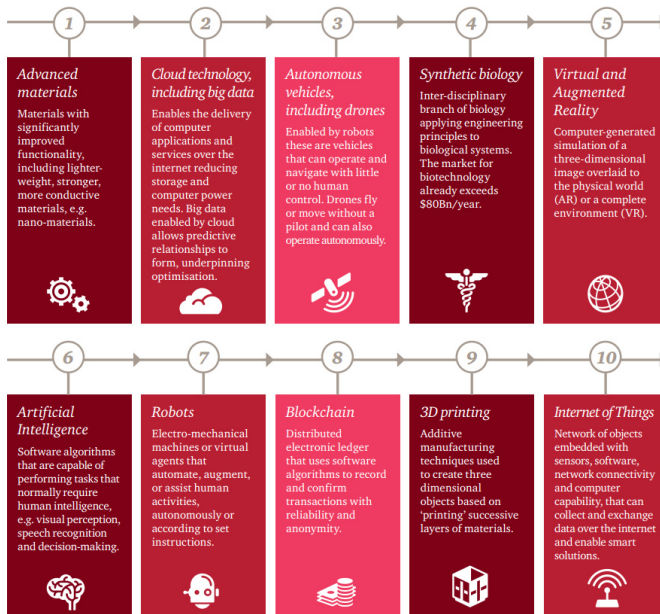 1
2
3
4
5
Advanced
materials
Materials with
significantly
improved
functionality,
including lighter-
weight, stronger,
more conductive
materials, e.g.
nano-materials.
Cloud technology,
including big data
Enables the delivery
of computer
applications and
services over the
internet reducing
storage and
computer power
needs. Big data
enabled by cloud
allows predictive
relationships to
form, underpinning
optimisation.
Autonomous
vehicles,
including drones
Enabled by robots
these are vehicles
that can operate and
navigate with little
or no human
control. Drones fly
or move without a
pilot and can also
operate autonomously.
Synthetic biology
Inter-disciplinary
branch of biology
applying engineering
principles to
biological systems.
The market for
biotechnology
already exceeds
$80Bn/year.
Virtual and
Augmented
Reality
Computer-generated
simulation of a
three-dimensional
image overlaid to
the physical world
(AR) or a complete
environment (VR).
6
7
8
9
10
Artificial
Intelligence
Software algorithms
that are capable of
performing tasks that
normally require
human intelligence,
e.g. visual perception,
speech recognition
and decision-making.
Robots
Electro-mechanical
machines or virtual
agents that
automate, augment,
or assist human
activities,
autonomously or
according to set
instructions.
Blockchain
Distributed
electronic ledger
that uses software
algorithms to record
and confirm
transactions with
reliability and
anonymity.
3D printing
Additive
manufacturing
techniques used
to create three
dimensional
objects based on
‘printing’ successive
layers of materials.
Internet of Things
Network of objects
embedded with
sensors, software,
network connectivity
and computer
capability, that can
collect and exchange
data over the internet
and enable smart
solutions.